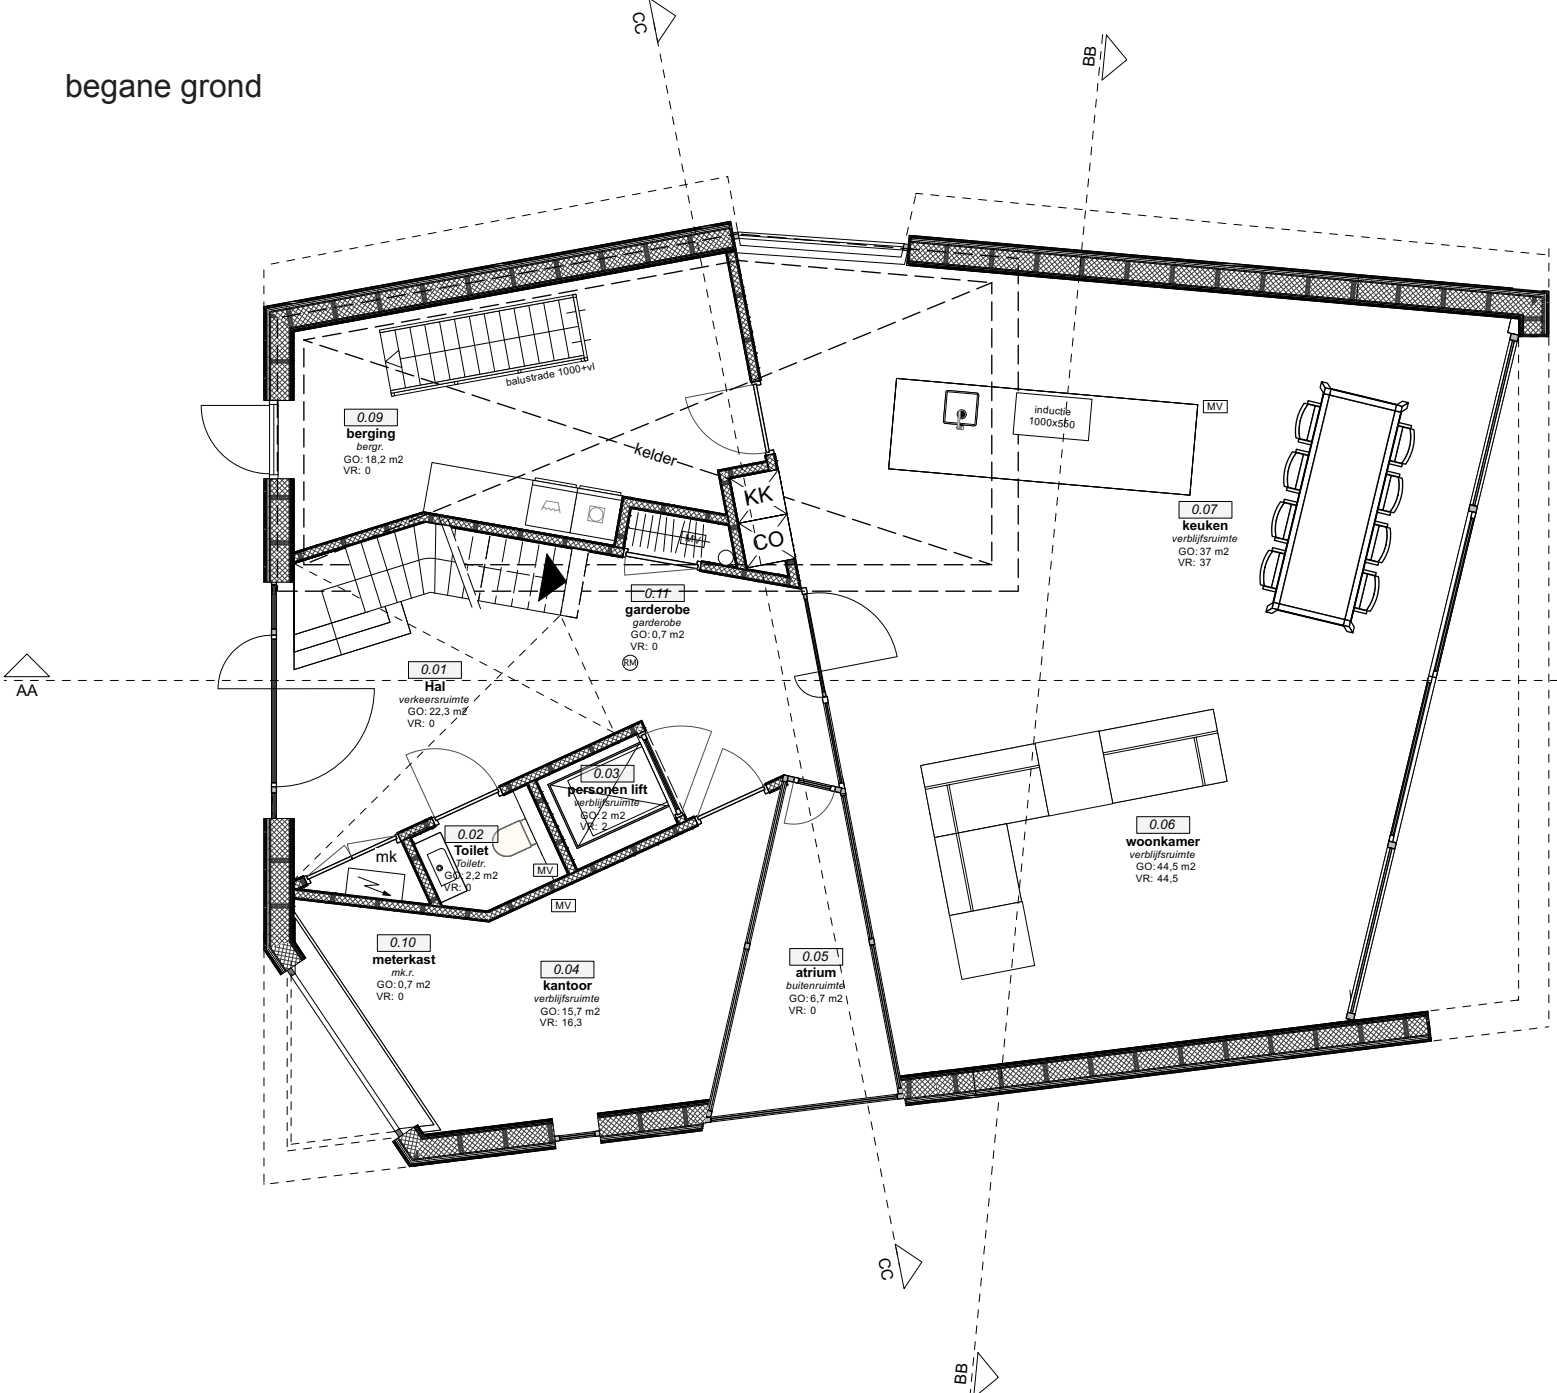 CC
BB
begane grond
balustrade 1000+vl
0.09
berging
bergr.
GO: 18,2 m2
VR: 0
kelder
inductie
1000x550
MV
KK
CO
MV
0.07
keuken
verblijfsruimte
GO: 37 m2
VR: 37
0.11
garderobe
garderobe
GO: 0,7 m2
VR: 0
RM
AA
0.01
Hal
verkeersruimte
GO: 22,3 m2
VR: 0
0.03
personen lift
verblijfsruimte
GO: 2 m2
VR: 2
0.02
Toilet
Toiletr.
GO: 2,2 m2
VR: 0
mk
MV
MV
0.06
woonkamer
verblijfsruimte
GO: 44,5 m2
VR: 44,5
0.10
meterkast
mk.r.
GO: 0,7 m2
VR: 0
0.04
kantoor
verblijfsruimte
GO: 15,7 m2
VR: 16,3
0.05
atrium
buitenruimte
GO: 6,7 m2
VR: 0
CC
BB